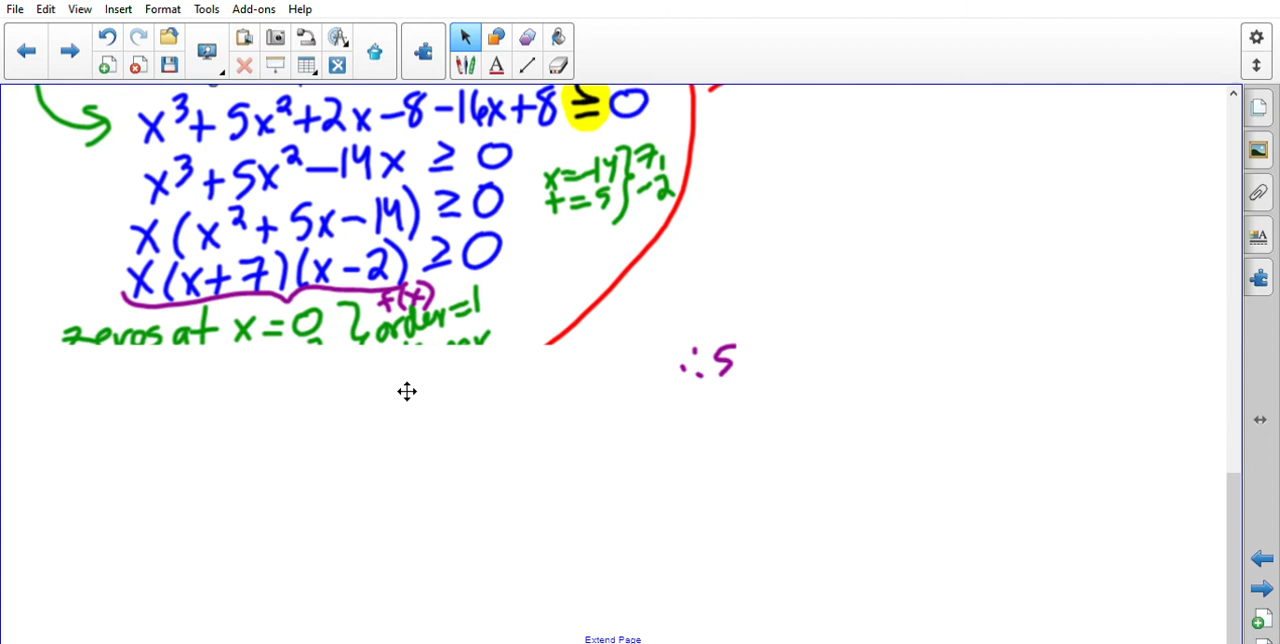 File Edit View Insert Format Tools Add-ons Help
x³+5x²+2x-8-16x+8≥0
x³+5x²-14x ≥ 0
x(x²+5x-14) ≥ 0
x(x+7)(x-2) ≥ 0
x=-14}7,
+=5}-2
f(x)
zeros at x=0 } order=1
∴ S
Extend Page